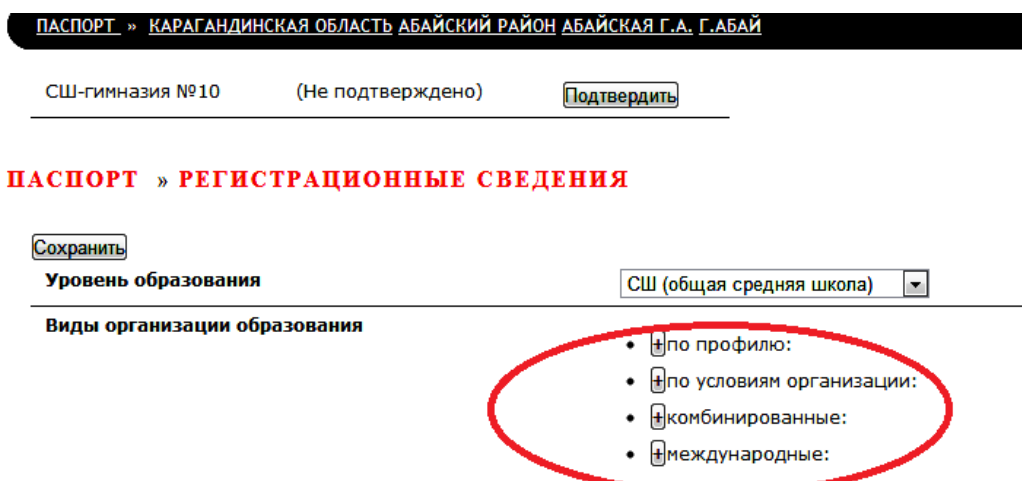 ПАСПОРТ » КАРАГАНДИНСКАЯ ОБЛАСТЬ АБАЙСКИЙ РАЙОН АБАЙСКАЯ Г.А. Г.АБАЙ
СШ-гимназия №10 (Не подтверждено) Подтвердить
ПАСПОРТ » РЕГИСТРАЦИОННЫЕ СВЕДЕНИЯ
Сохранить
Уровень образования СШ (общая средняя школа)
Виды организации образования
• +по профилю:
• +по условиям организации:
• +комбинированные:
• +международные: